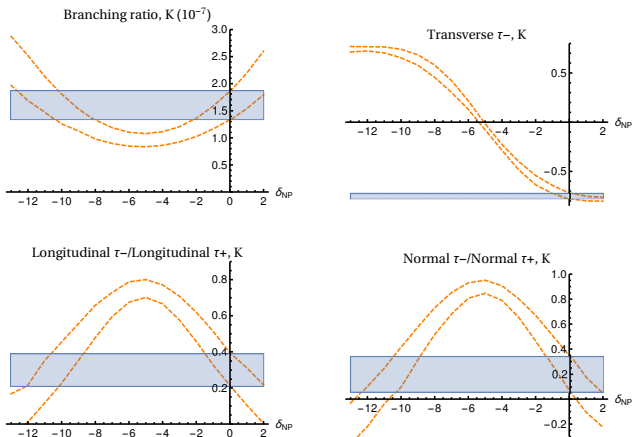 Branching ratio, K (10⁻⁷)
3.0
2.5
2.0
1.5
1.0
0.5
−12 −10 −8 −6 −4 −2 0 2 δNP
Transverse τ−, K
0.5
−12 −10 −8 −6 −4 −2 2 δNP
−0.5
Longitudinal τ−/Longitudinal τ+, K
0.8
0.6
0.4
0.2
−12 −10 −8 −6 −4 −2 0 2 δNP
Normal τ−/Normal τ+, K
1.0
0.8
0.6
0.4
0.2
−12 −10 −8 −6 −4 −2 2 δNP
−0.2